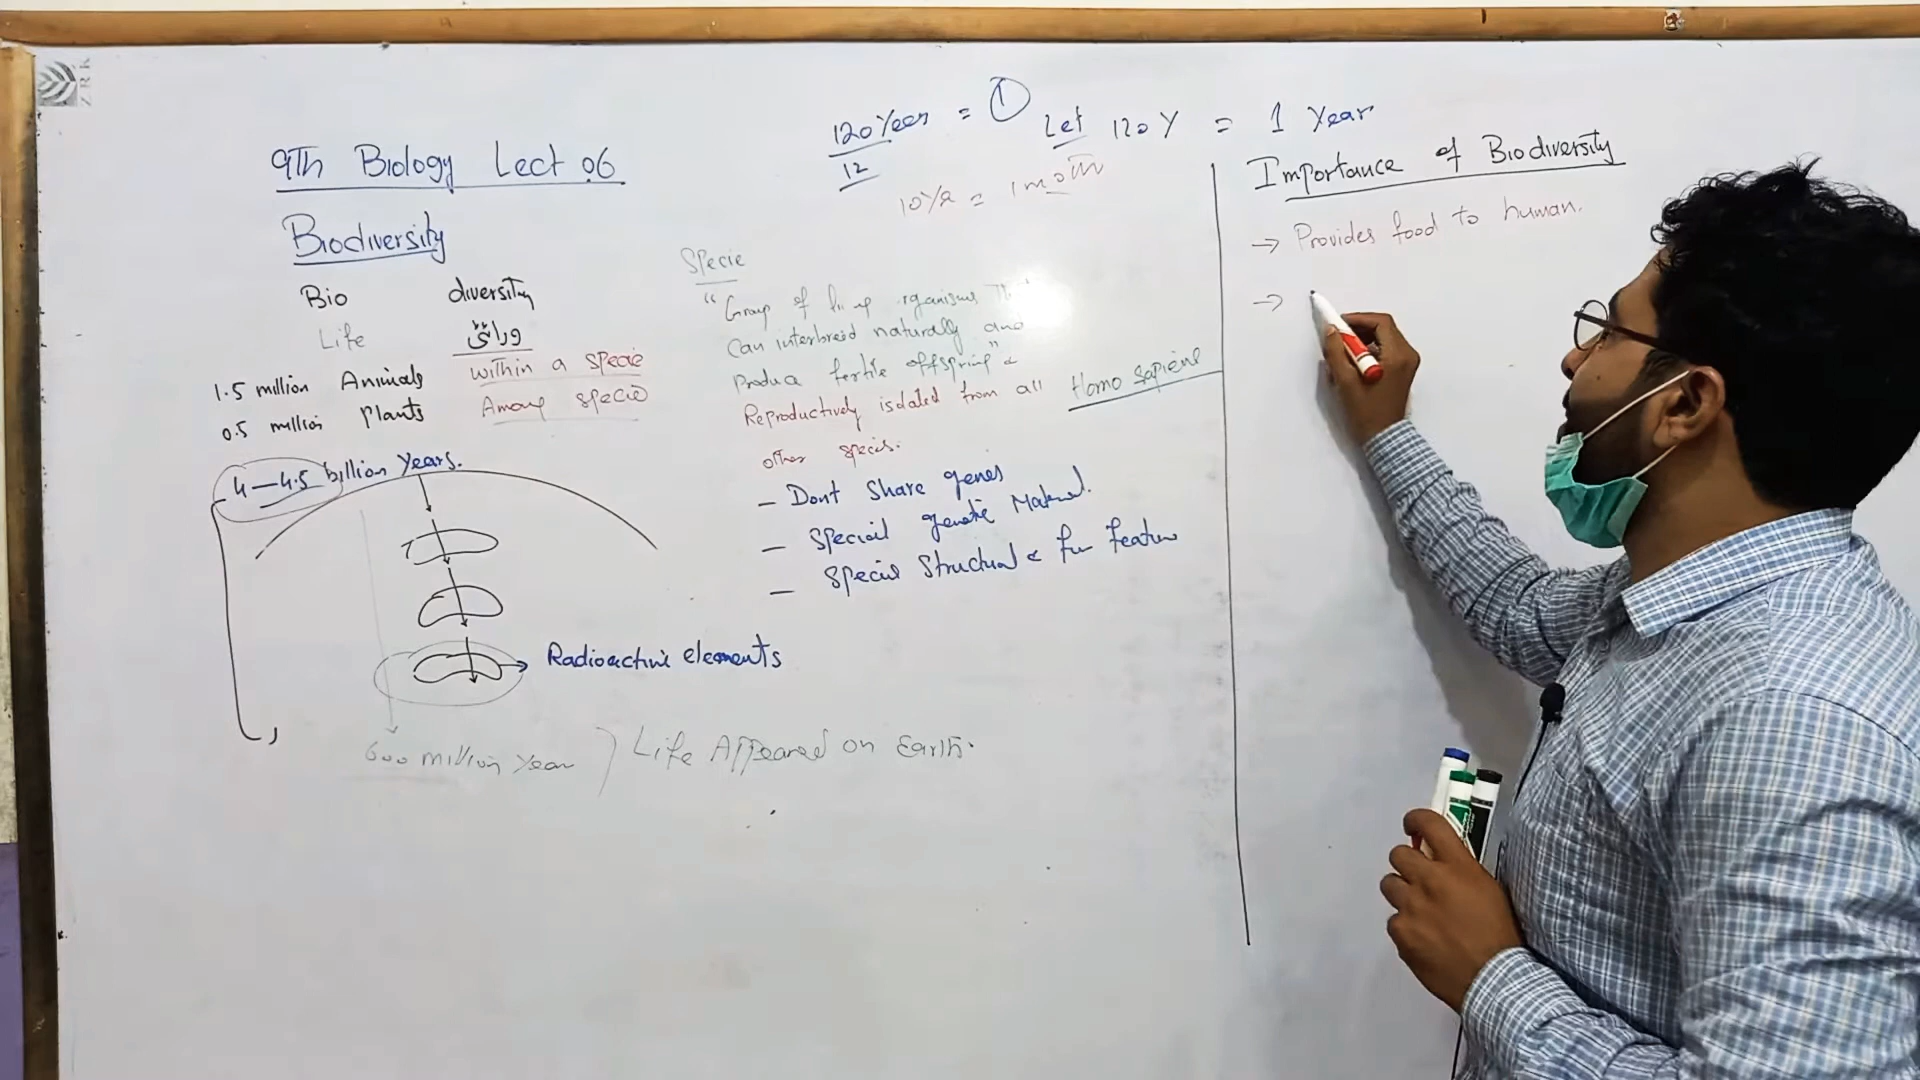 ZRK
120 Years = 1
12
Let 120 Y = 1 Year
10 Y = 1 month
9Th Biology Lect 06
Biodiversity
Bio diversity
Life ورائٹی
1.5 million Animals within a specie
0.5 million plants Among specie
4-4.5 billion Years.
Radioactive elements
600 million year Life Appeared on Earth.
Specie
"Group of organisms
Can interbreed naturally and
produce fertile offspring" &
Reproductively isolated from all Homo sapiens
other species.
- Dont Share genes
- Special genetic Material.
- Special Structural & fun feature
Importance of Biodiversity
→ Provides food to human.
→